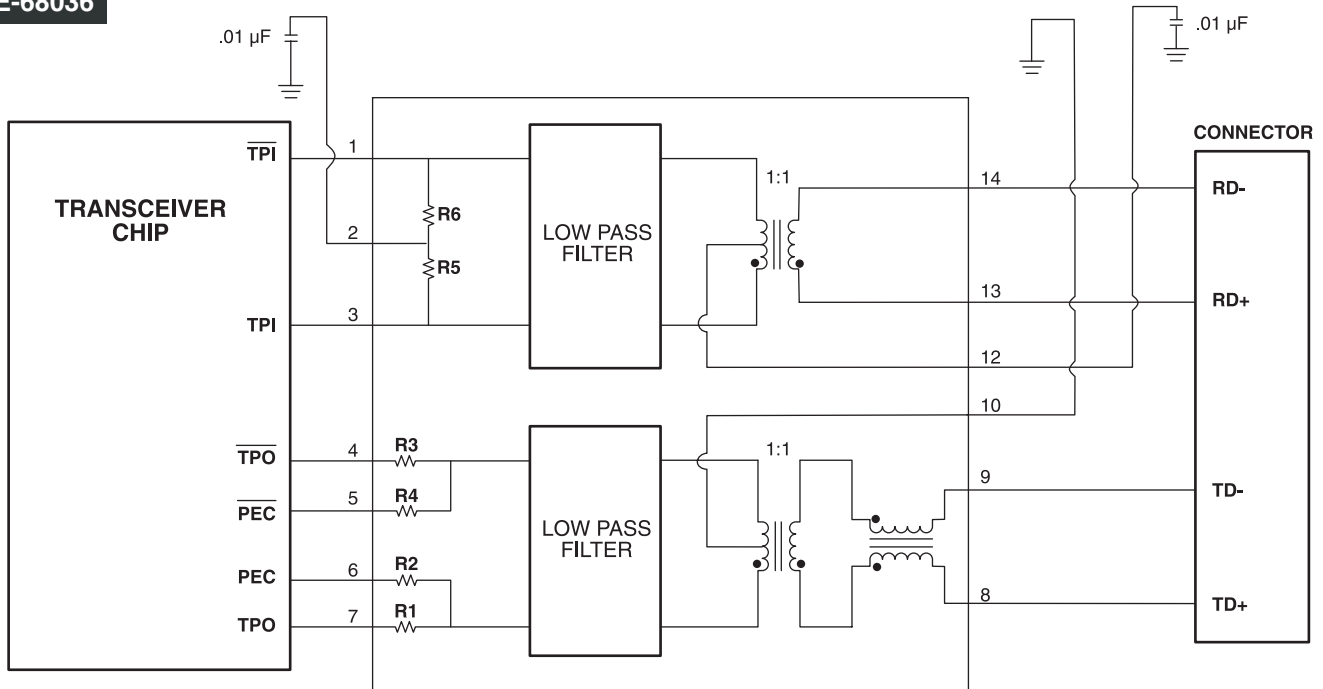 E-68036
.01 µF
.01 µF
CONNECTOR
TRANSCEIVER
CHIP
TPI
1
R6
2
R5
TPI
3
LOW PASS
FILTER
1:1
14
RD-
13
RD+
12
10
TPO
4
R3
PEC
5
R4
PEC
6
R2
TPO
7
R1
LOW PASS
FILTER
1:1
9
TD-
8
TD+